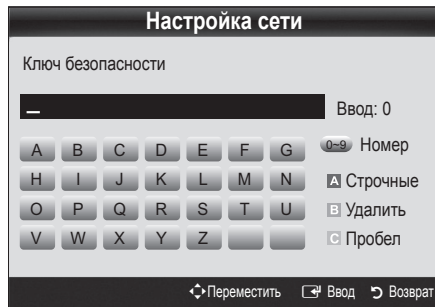 Настройка сети
Ключ безопасности
_
Ввод: 0
A B C D E F G 0~9 Номер
H I J K L M N A Строчные
O P Q R S T U B Удалить
V W X Y Z C Пробел
Переместить Ввод Возврат